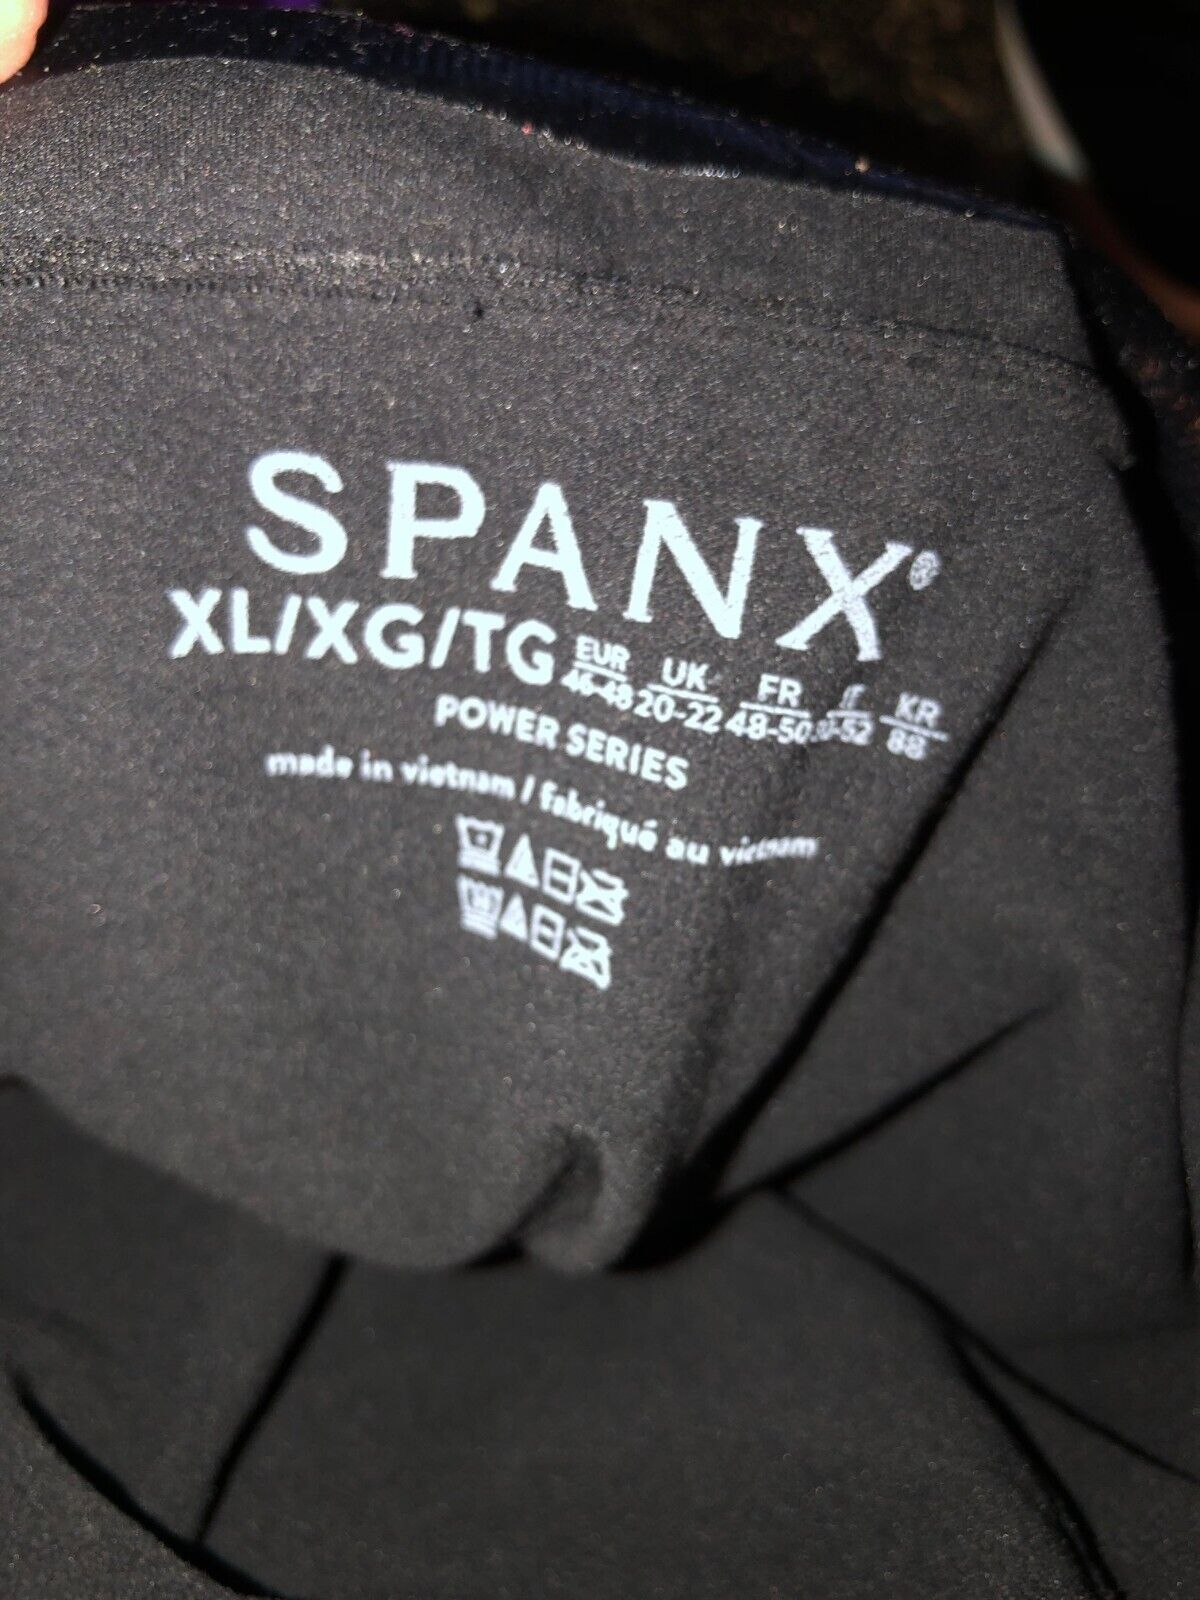 SPANX®
XL/XG/TG EUR 46-48 UK 20-22 FR 48-50 IT KR 88
POWER SERIES
made in vietnam / fabriqué au vietnam